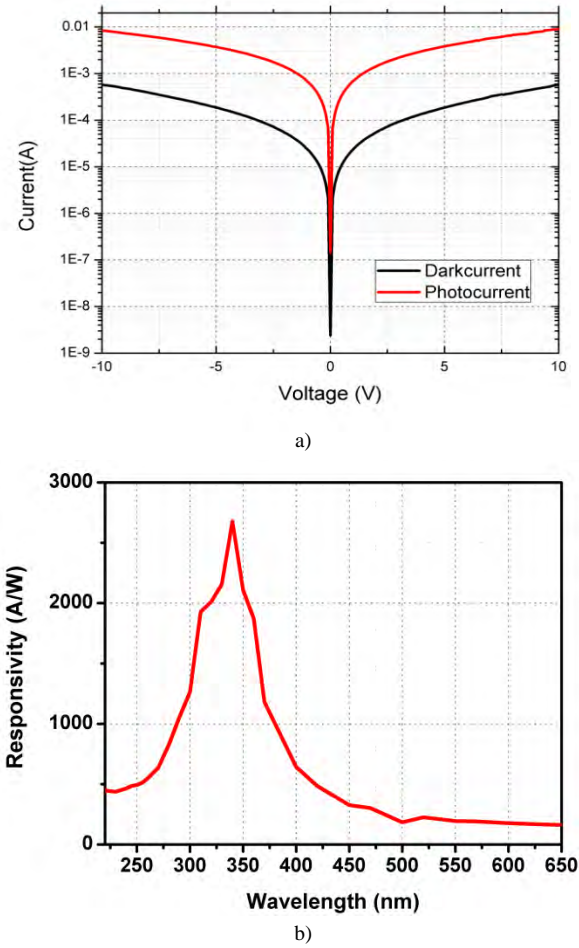 0.01
1E-3
1E-4
1E-5
1E-6
1E-7
1E-8
1E-9
Current(A)
Darkcurrent
Photocurrent
-10 -5 0 5 10
Voltage (V)
a)
3000
2000
1000
0
Responsivity (A/W)
250 300 350 400 450 500 550 600 650
Wavelength (nm)
b)